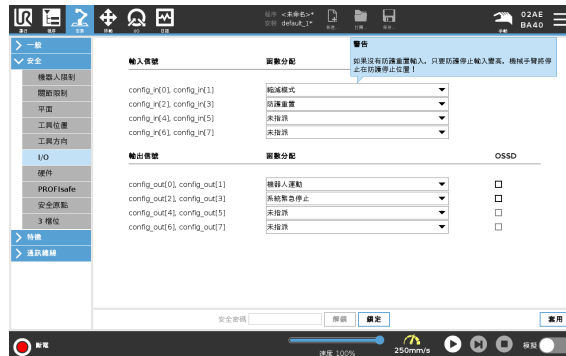 運行 程序 安裝 移動 I/O 日誌
程序 <未命名>*
安裝 default_1*
新建... 打開... 保存...
手動
02AE
BA40
一般
安全
機器人限制
關節限制
平面
工具位置
工具方向
I/O
硬件
PROFIsafe
安全原點
3 檔位
特徵
通訊總線
警告
如果沒有防護重置輸入。只要防護停止輸入變高。機械手臂將停
止在防護停止位置！
輸入信號 函數分配
config_in[0], config_in[1] 縮減模式
config_in[2], config_in[3] 防護重置
config_in[4], config_in[5] 未指派
config_in[6], config_in[7] 未指派
輸出信號 函數分配 OSSD
config_out[0], config_out[1] 機器人運動
config_out[2], config_out[3] 系統緊急停止
config_out[4], config_out[5] 未指派
config_out[6], config_out[7] 未指派
安全密碼 解鎖 鎖定 套用
斷電
速度 100%
250mm/s
模擬